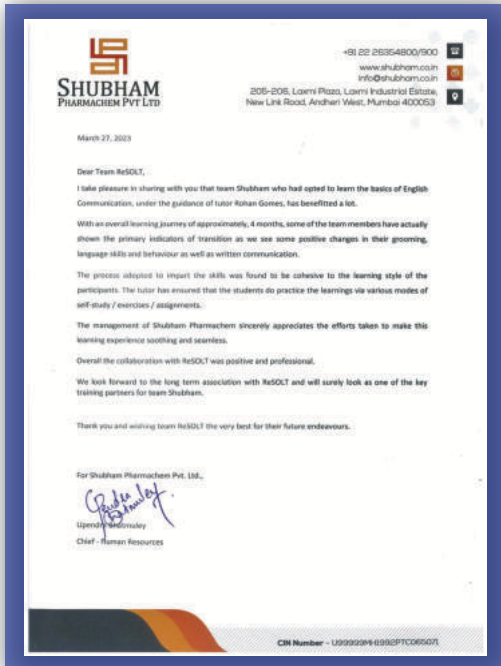 SHUBHAM
PHARMACHEM PVT LTD
+91 22 26354800/900
www.shubham.co.in
info@shubham.co.in
205-206, Laxmi Plaza, Laxmi Industrial Estate,
New Link Road, Andheri West, Mumbai 400053
March 27, 2023
Dear Team ReSOLT,
I take pleasure in sharing with you that team Shubham who had opted to learn the basics of English
Communication, under the guidance of tutor Rohan Gomes, has benefitted a lot.
With an overall learning journey of approximately, 4 months, some of the team members have actually
shown the primary indicators of transition as we see some positive changes in their grooming,
language skills and behaviour as well as written communication.
The process adopted to impart the skills was found to be cohesive to the learning style of the
participants. The tutor has ensured that the students do practice the learnings via various modes of
self-study / exercises / assignments.
The management of Shubham Pharmachem sincerely appreciates the efforts taken to make this
learning experience soothing and seamless.
Overall the collaboration with ReSOLT was positive and professional.
We look forward to the long term association with ReSOLT and will surely look as one of the key
training partners for team Shubham.
Thank you and wishing team ReSOLT the very best for their future endeavours.
For Shubham Pharmachem Pvt. Ltd.,
Chief - Human Resources
CIN Number -